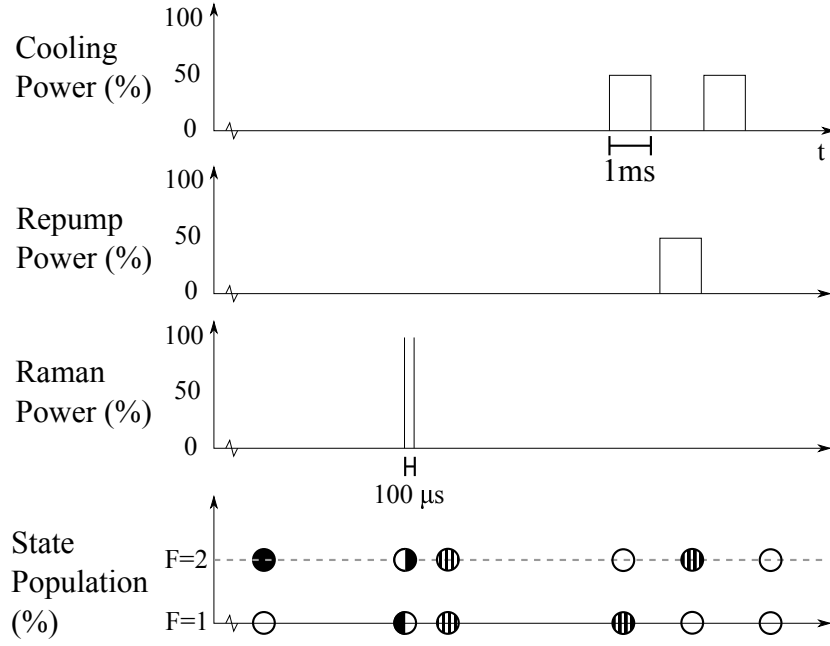 Cooling
Power (%)
100
50
0
t
1ms
Repump
Power (%)
100
50
0
Raman
Power (%)
100
50
0
100 μs
State
Population
(%)
F=2
F=1